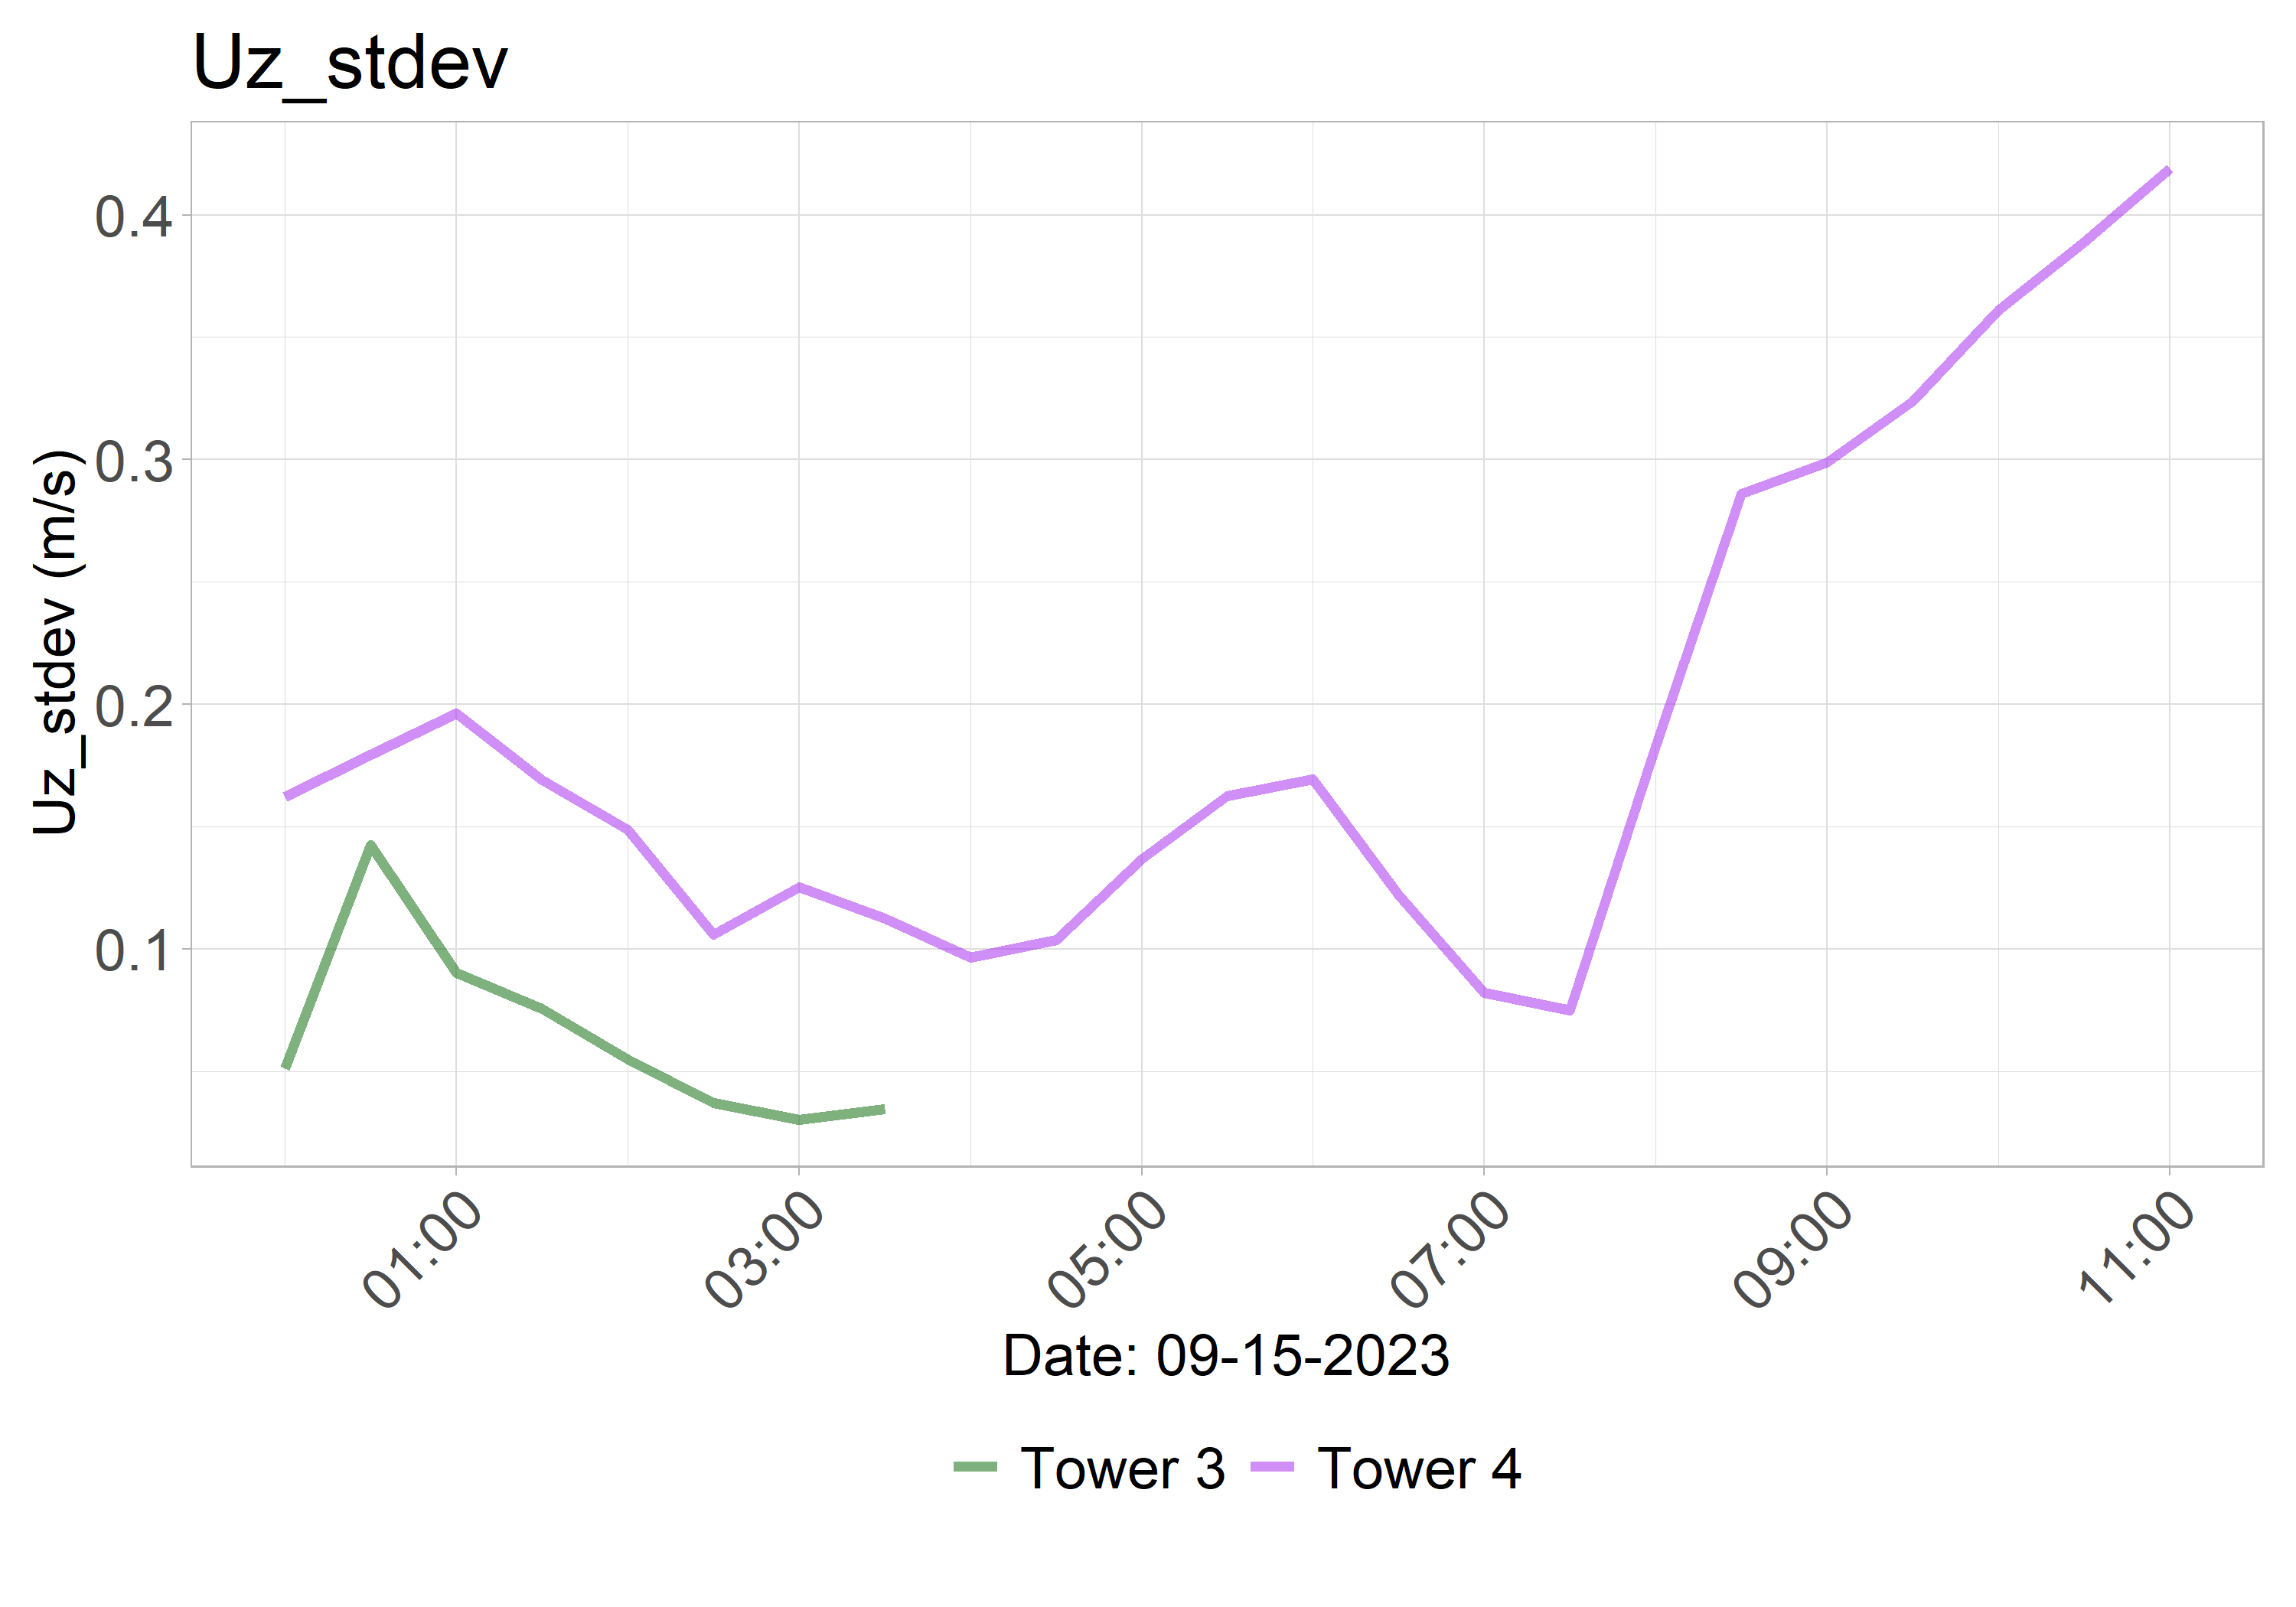 Uz_stdev
Uz_stdev (m/s)
0.4
0.3
0.2
0.1
01:00 03:00 05:00 07:00 09:00 11:00
Date: 09-15-2023
Tower 3 Tower 4